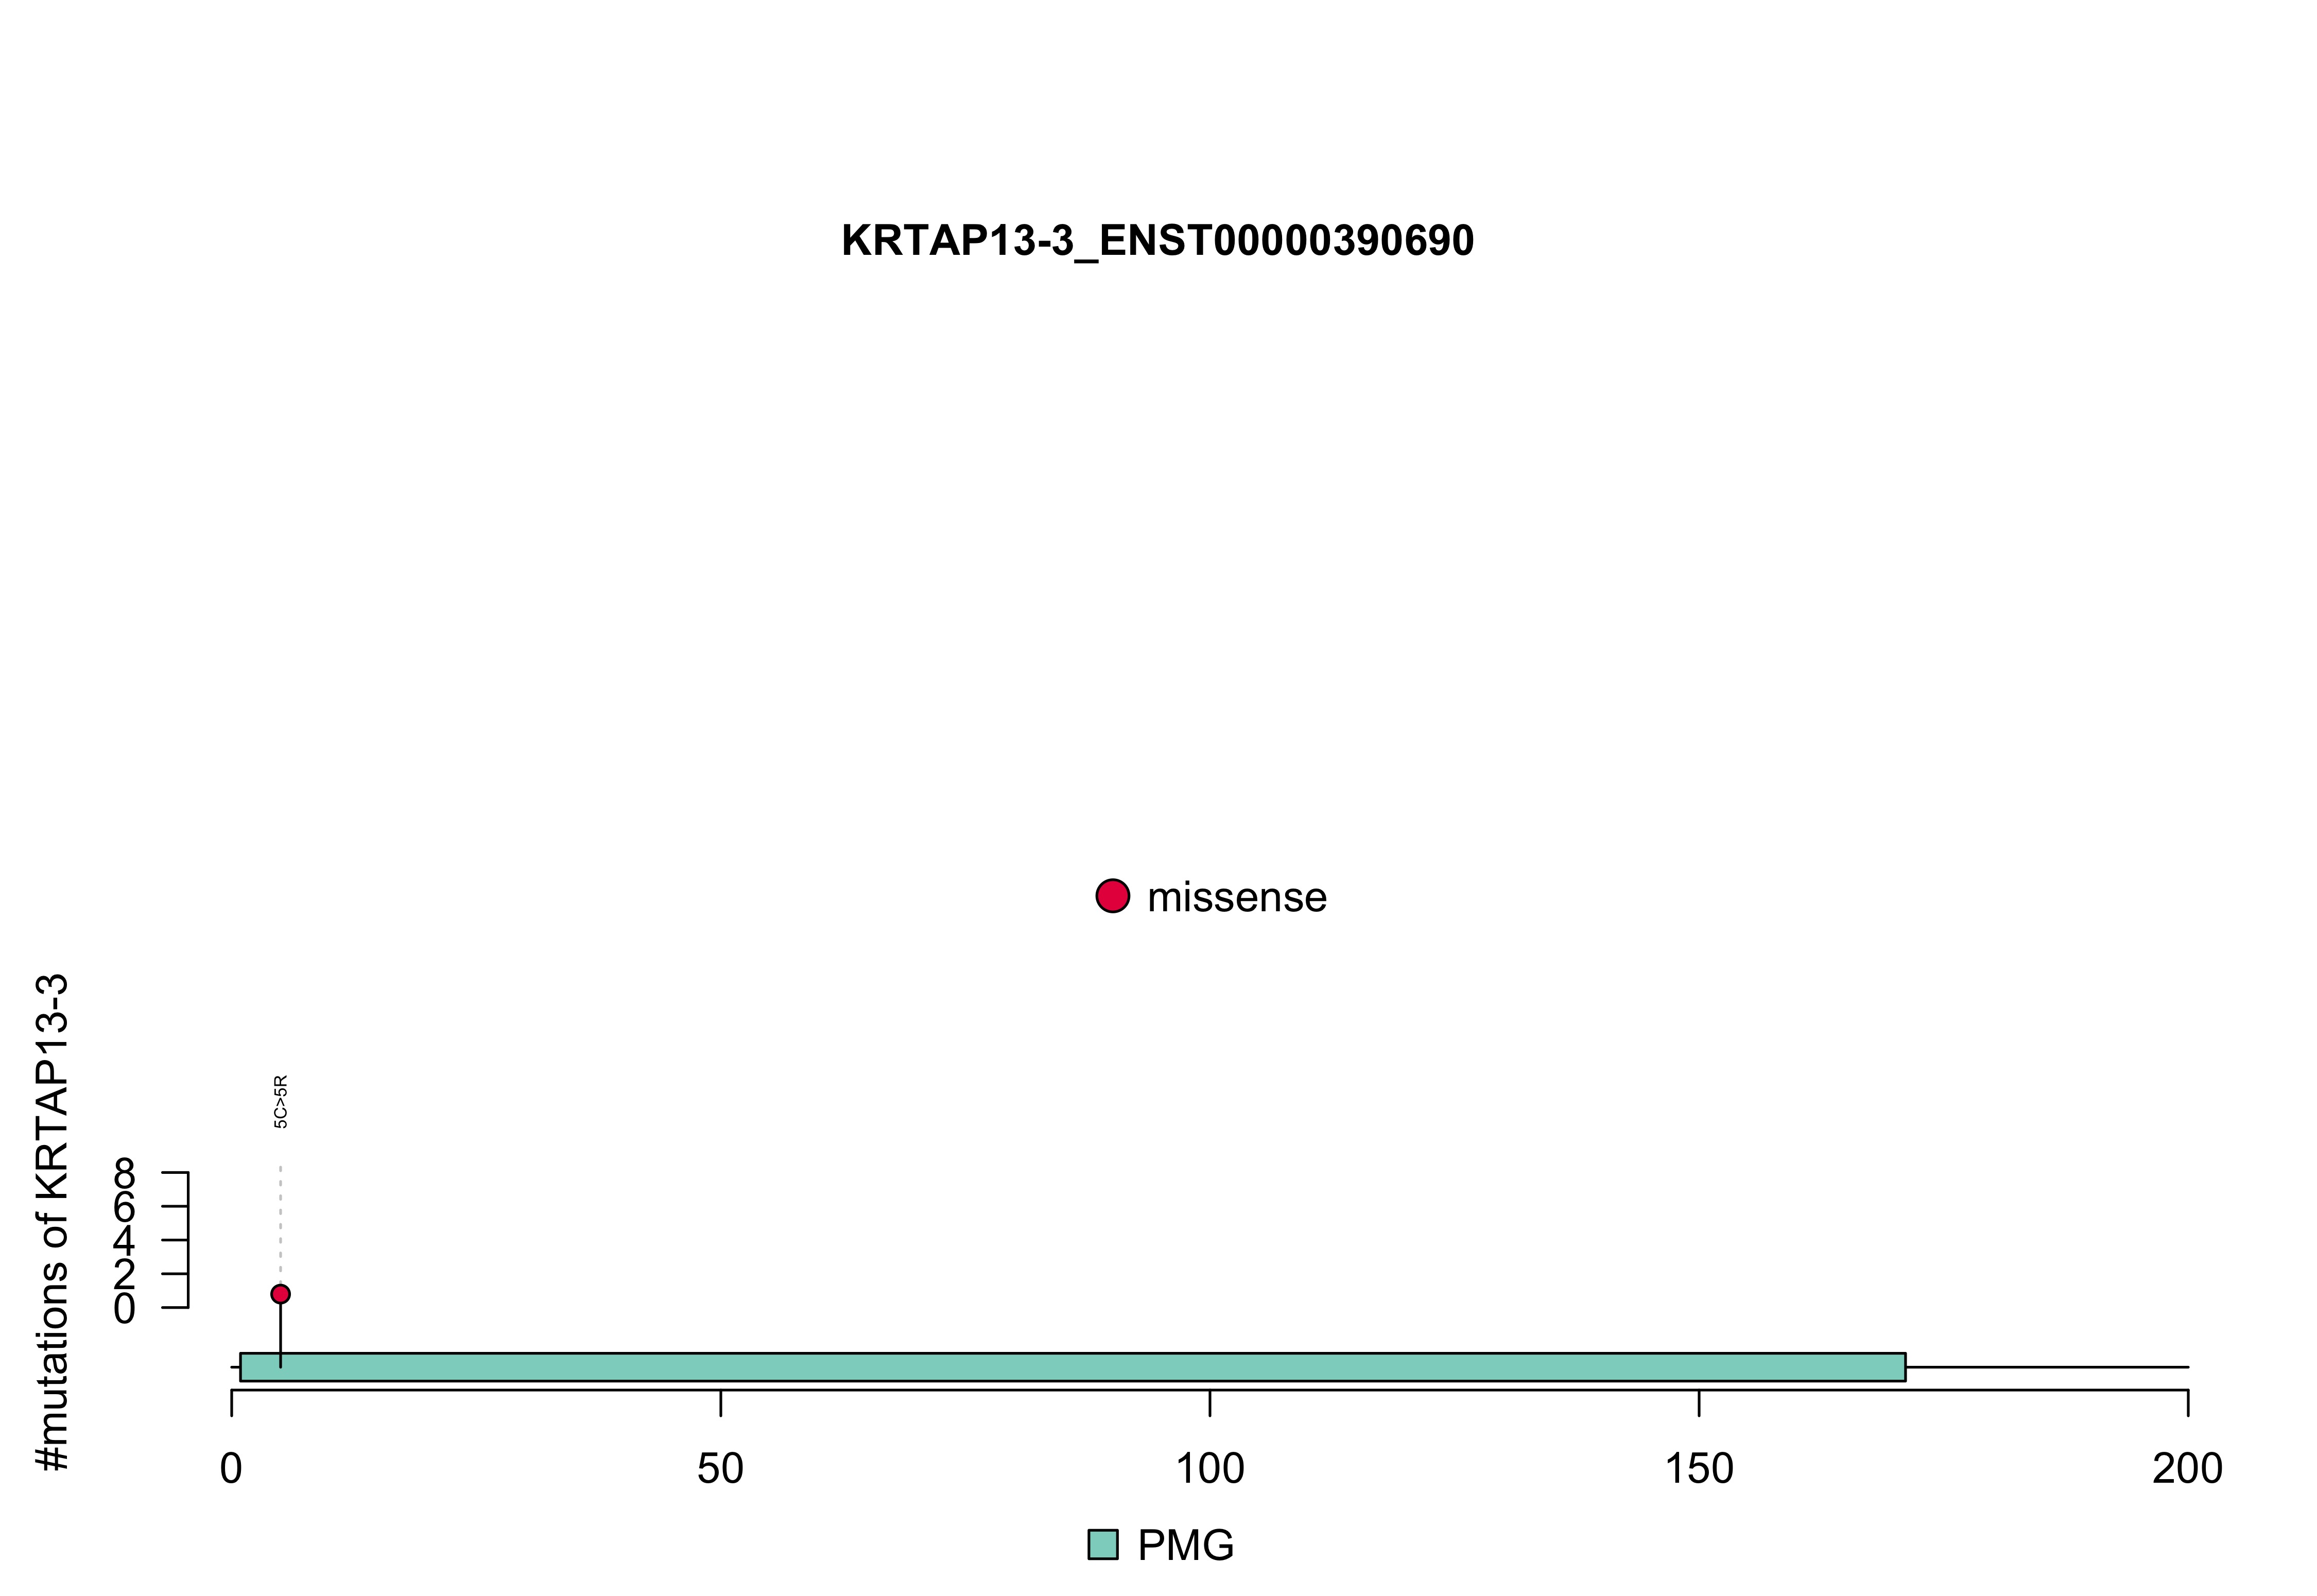 KRTAP13-3_ENST00000390690
missense
#mutations of KRTAP13-3
5C>5R
8
6
4
2
0
0 50 100 150 200
PMG